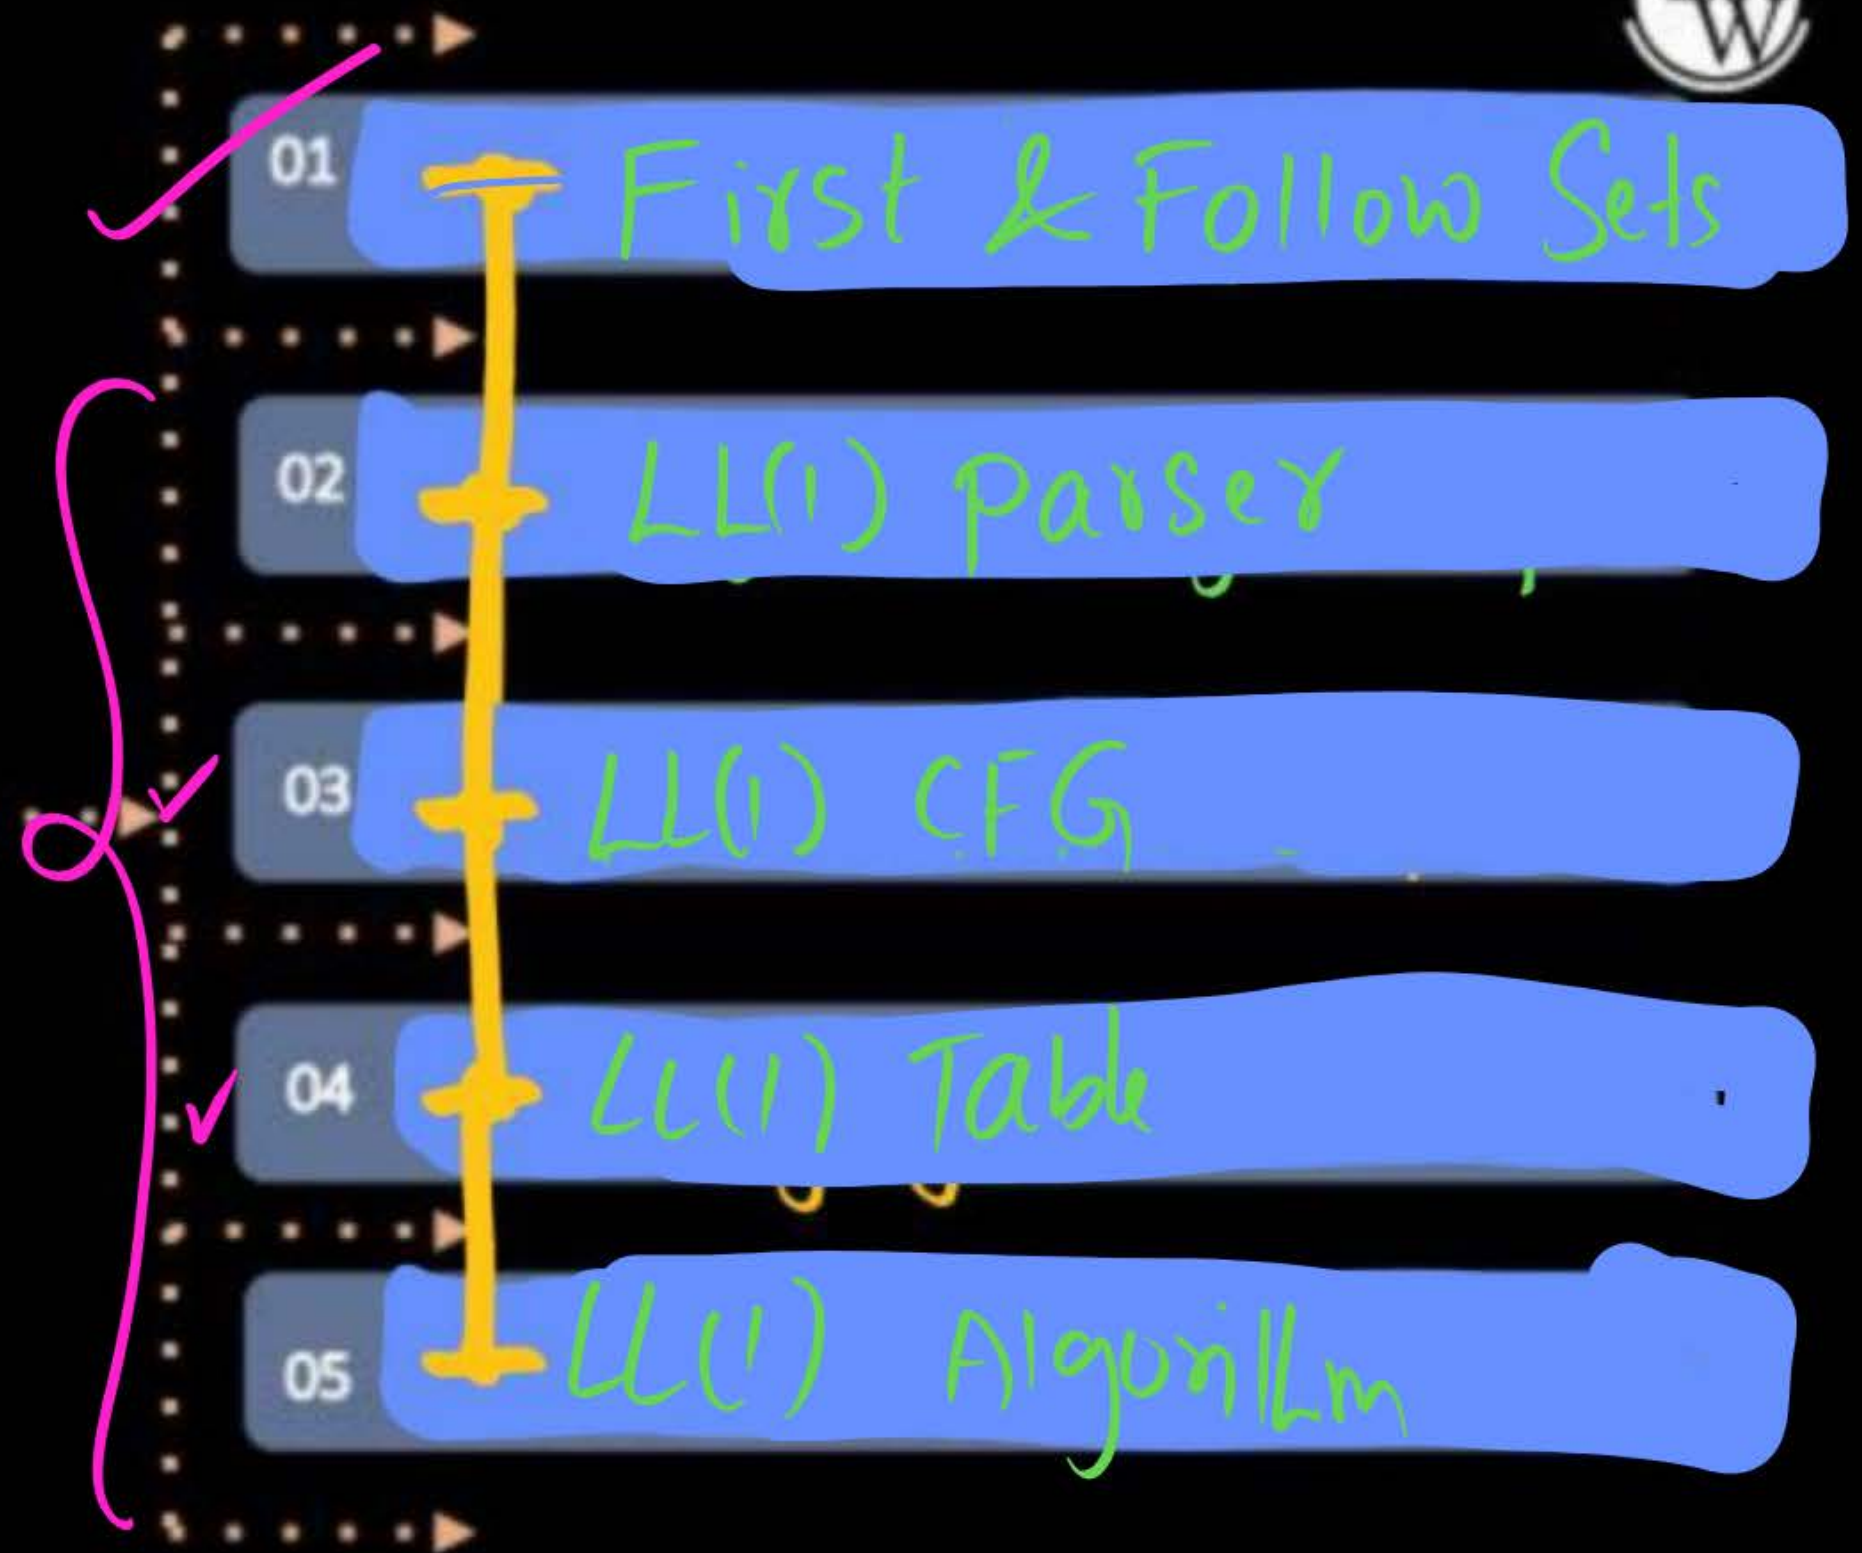 W
01 First & Follow Sets
02 LL(1) parser
03 LL(1) CFG
04 LL(1) Table
05 LL(1) Algorithm